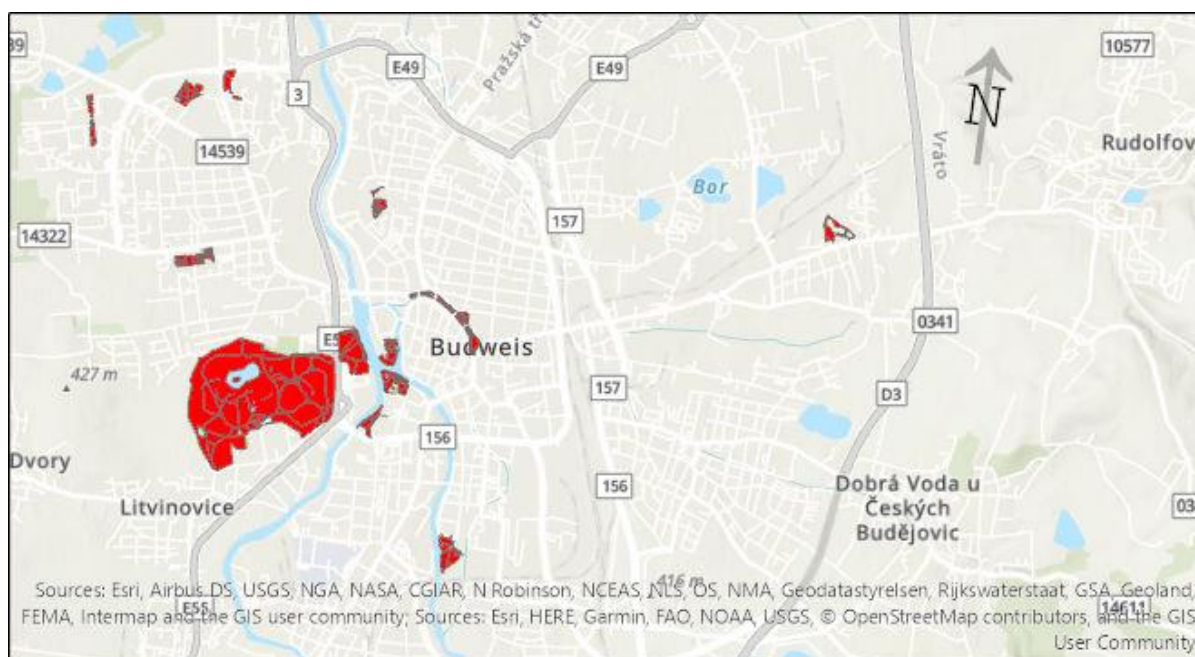 39
10577
E49
Pražská tř
E49
3
N
Rudolfov
14539
Vráto
Bor
14322
157
0341
E5
Budweis
427 m
157
D3
156
Dvory
156
Dobrá Voda u
Českých
Budějovic
Litvinovice
03
416 m
Sources: Esri, Airbus DS, USGS, NGA, NASA, CGIAR, N Robinson, NCEAS, NLS, OS, NMA, Geodatastyrelsen, Rijkswaterstaat, GSA, Geoland,
E55
14611
FEMA, Intermap and the GIS user community; Sources: Esri, HERE, Garmin, FAO, NOAA, USGS, © OpenStreetMap contributors, and the GIS
User Community